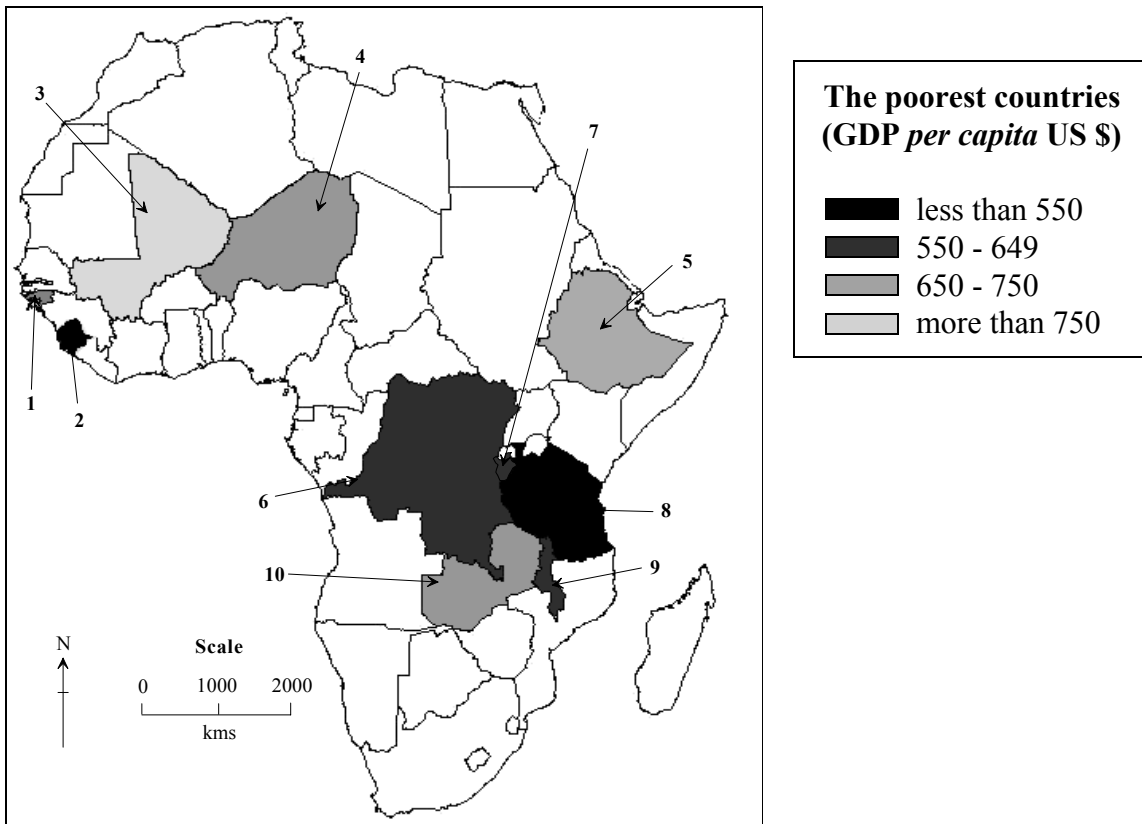 4
3
7
5
1
2
6
8
10
9
N
Scale
0 1000 2000
kms
The poorest countries
(GDP per capita US $)
less than 550
550 - 649
650 - 750
more than 750